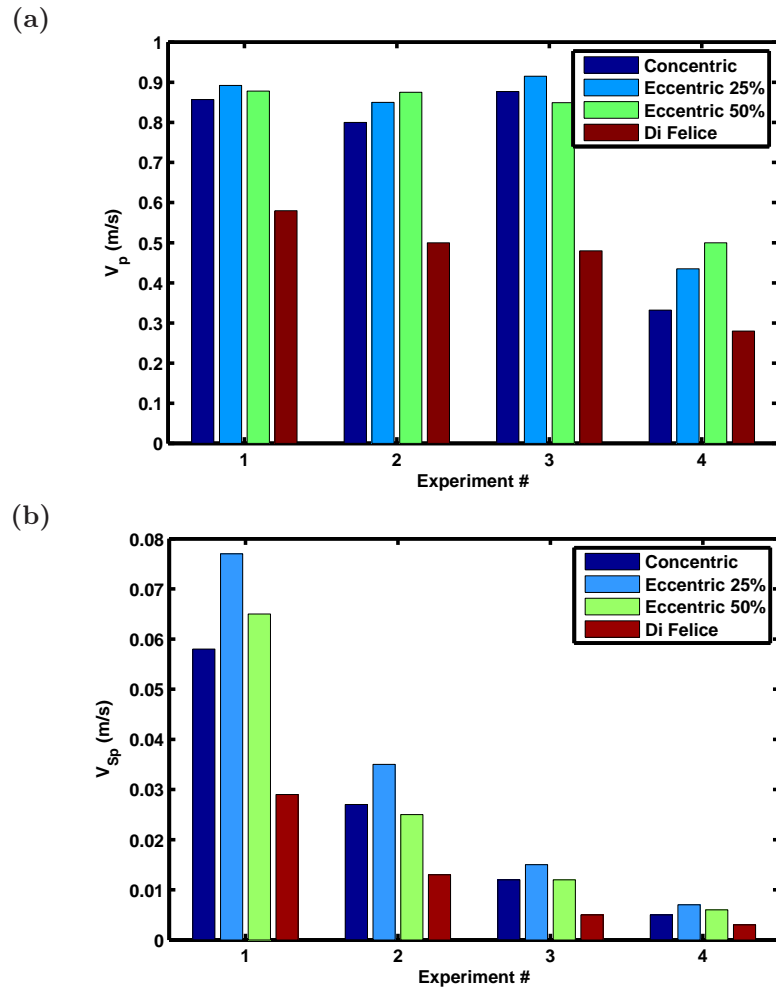 (a)
1
0.9
0.8
0.7
0.6
0.5
0.4
0.3
0.2
0.1
0
V_p (m/s)
Concentric
Eccentric 25%
Eccentric 50%
Di Felice
1 2 3 4
Experiment #
(b)
0.08
0.07
0.06
0.05
0.04
0.03
0.02
0.01
0
V_Sp (m/s)
Concentric
Eccentric 25%
Eccentric 50%
Di Felice
1 2 3 4
Experiment #